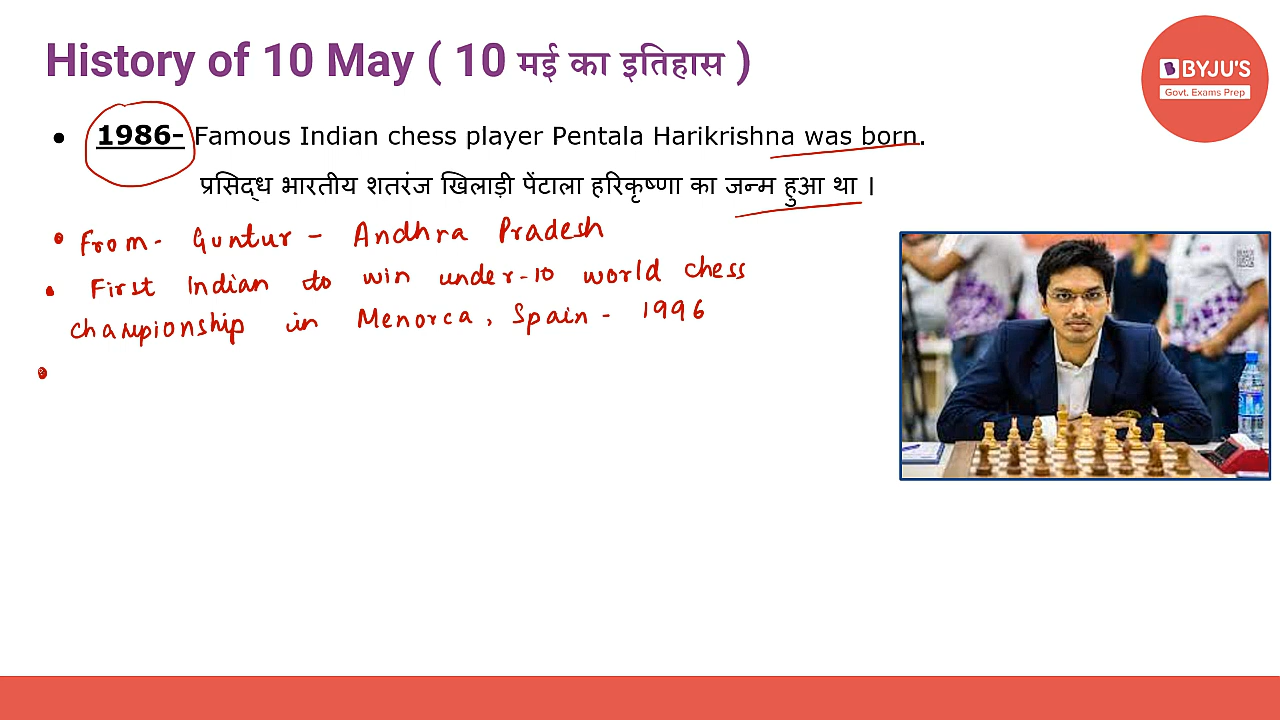 History of 10 May ( 10 मई का इतिहास )
BYJU'S
Govt. Exams Prep
• 1986- Famous Indian chess player Pentala Harikrishna was born.
प्रसिद्ध भारतीय शतरंज खिलाड़ी पेंटाला हरिकृष्णा का जन्म हुआ था ।
• From - Guntur - Andhra Pradesh
• First Indian to win under-10 world chess
championship in Menorca, Spain - 1996